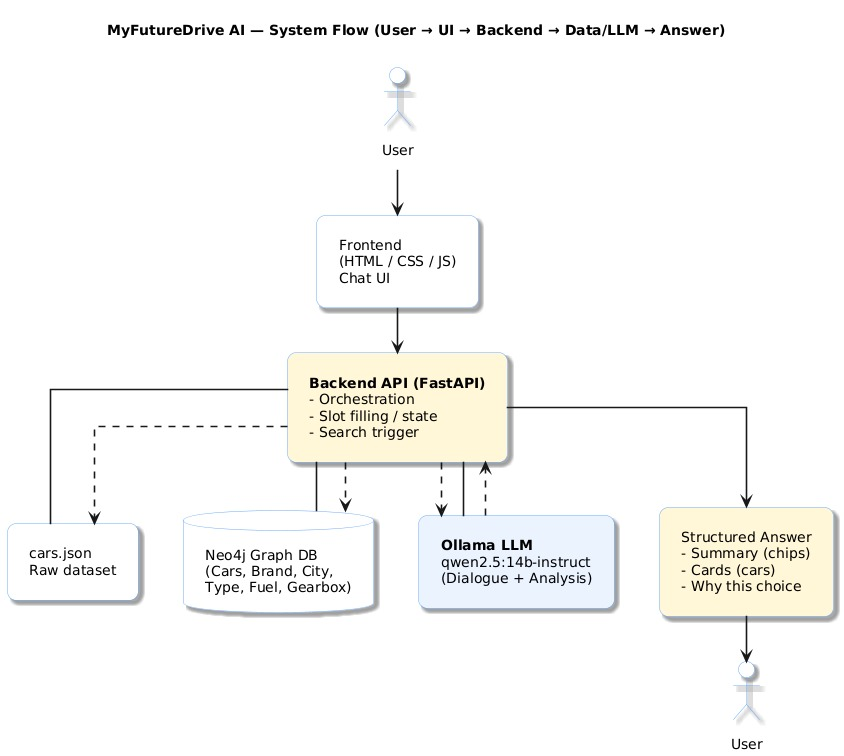 MyFutureDrive AI — System Flow (User → UI → Backend → Data/LLM → Answer)
User
Frontend
(HTML / CSS / JS)
Chat UI
Backend API (FastAPI)
- Orchestration
- Slot filling / state
- Search trigger
cars.json
Raw dataset
Neo4j Graph DB
(Cars, Brand, City,
Type, Fuel, Gearbox)
Ollama LLM
qwen2.5:14b-instruct
(Dialogue + Analysis)
Structured Answer
- Summary (chips)
- Cards (cars)
- Why this choice
User